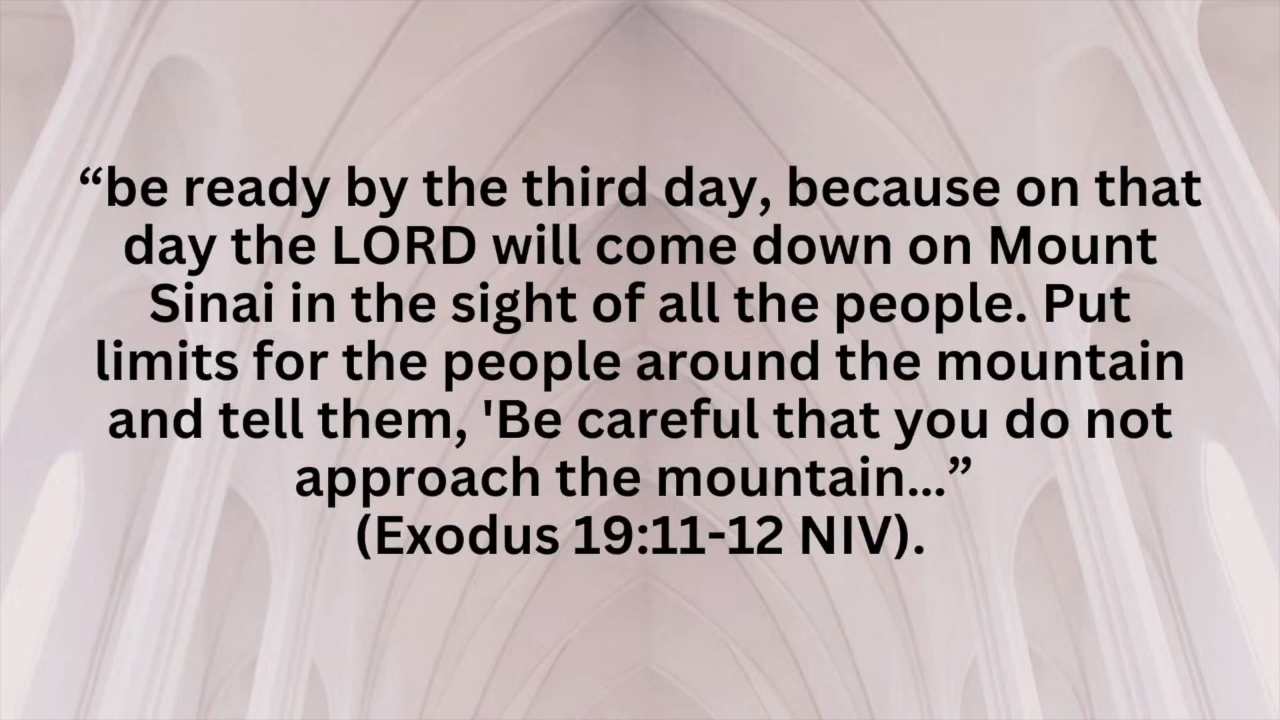 “be ready by the third day, because on that
day the LORD will come down on Mount
Sinai in the sight of all the people. Put
limits for the people around the mountain
and tell them, 'Be careful that you do not
approach the mountain...”
(Exodus 19:11-12 NIV).